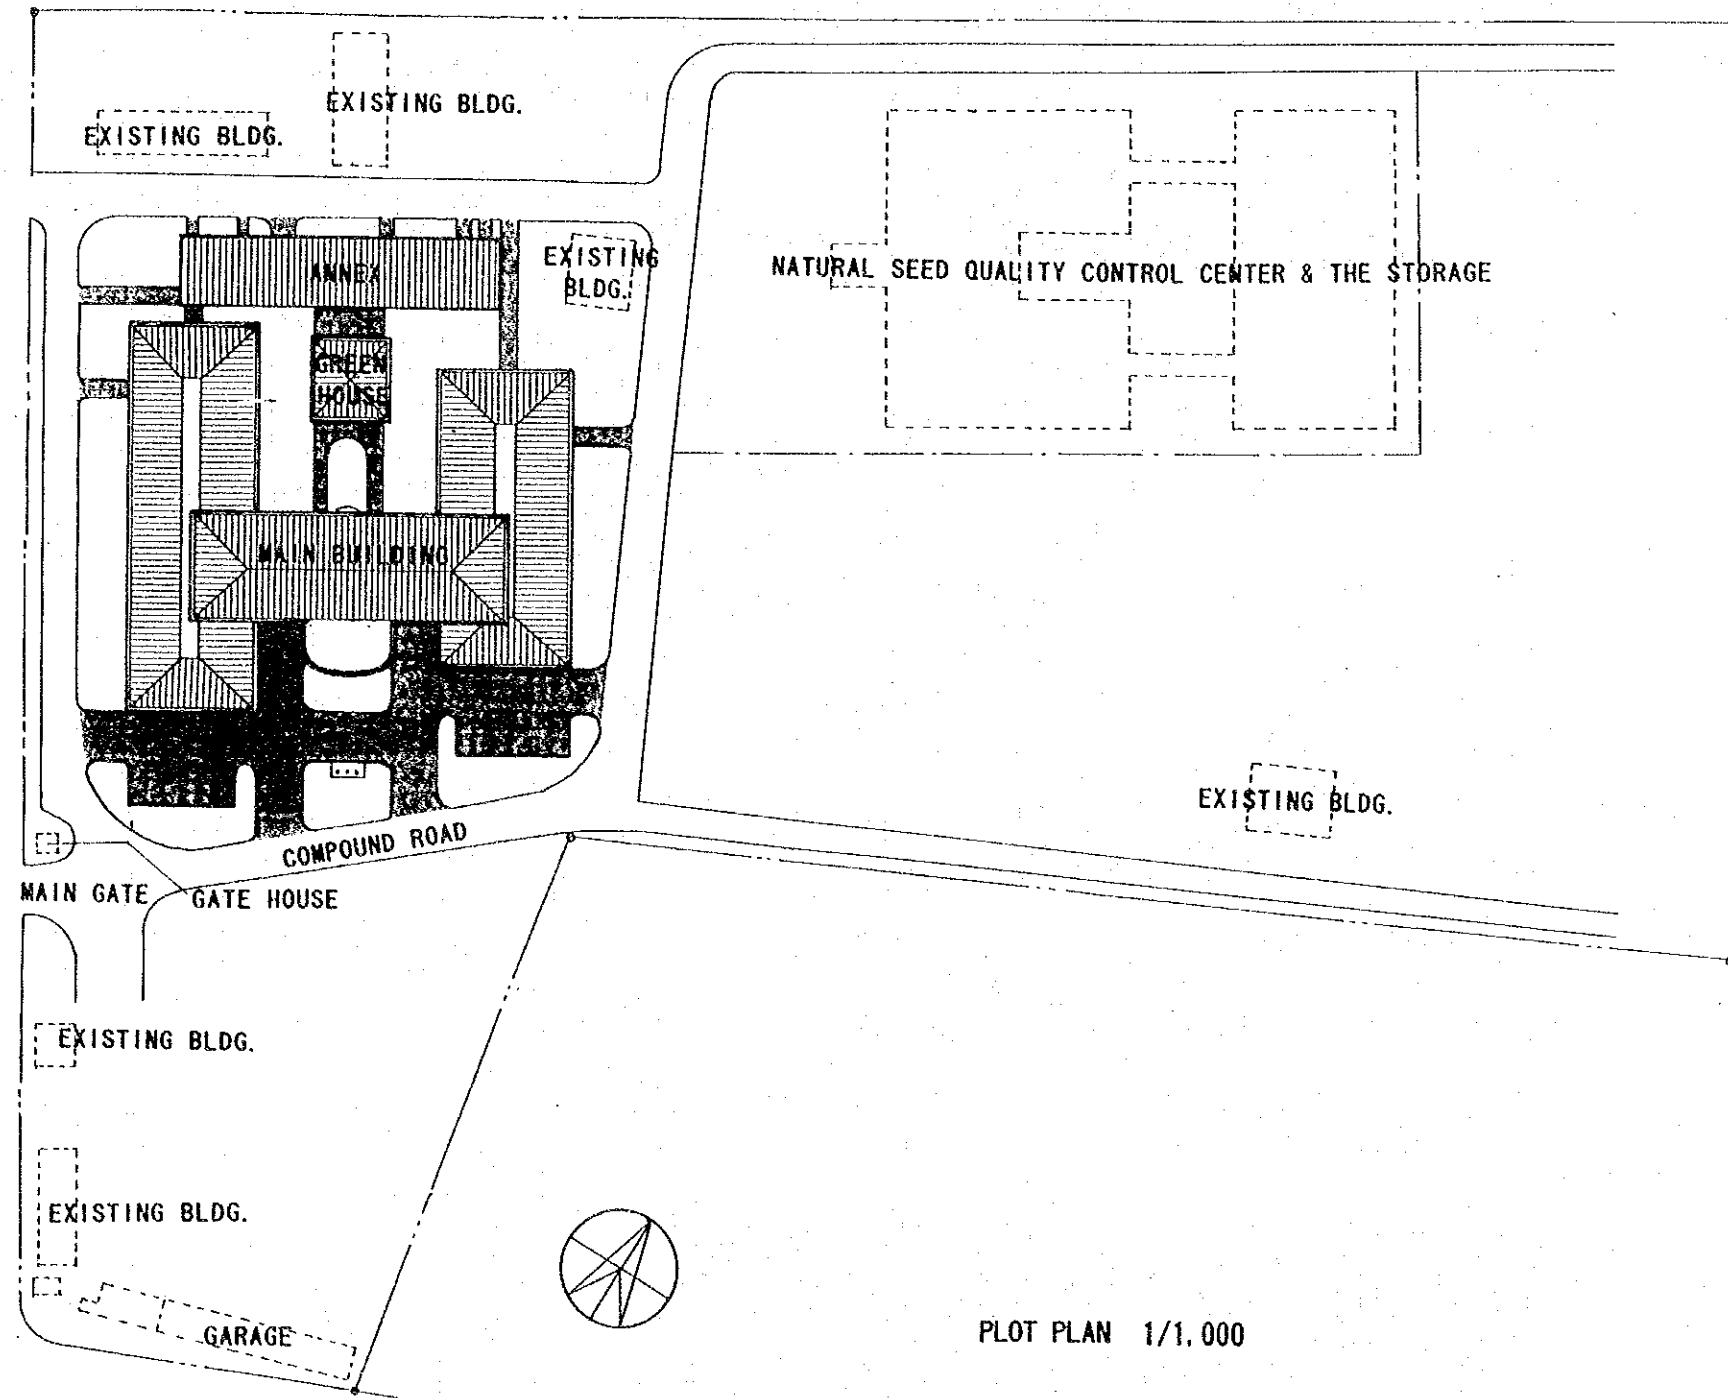 EXISTING BLDG.
EXISTING BLDG.
ANNEX
EXISTING
BLDG.
NATURAL SEED QUALITY CONTROL CENTER & THE STORAGE
GREEN
HOUSE
MAIN BUILDING
EXISTING BLDG.
COMPOUND ROAD
MAIN GATE
GATE HOUSE
EXISTING BLDG.
EXISTING BLDG.
GARAGE
PLOT PLAN 1/1,000